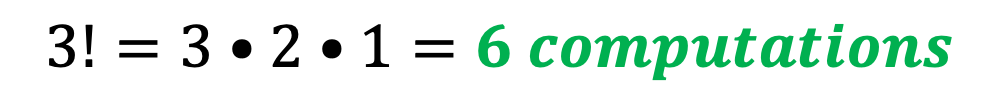 3! = 3 • 2 • 1 = 6 computations